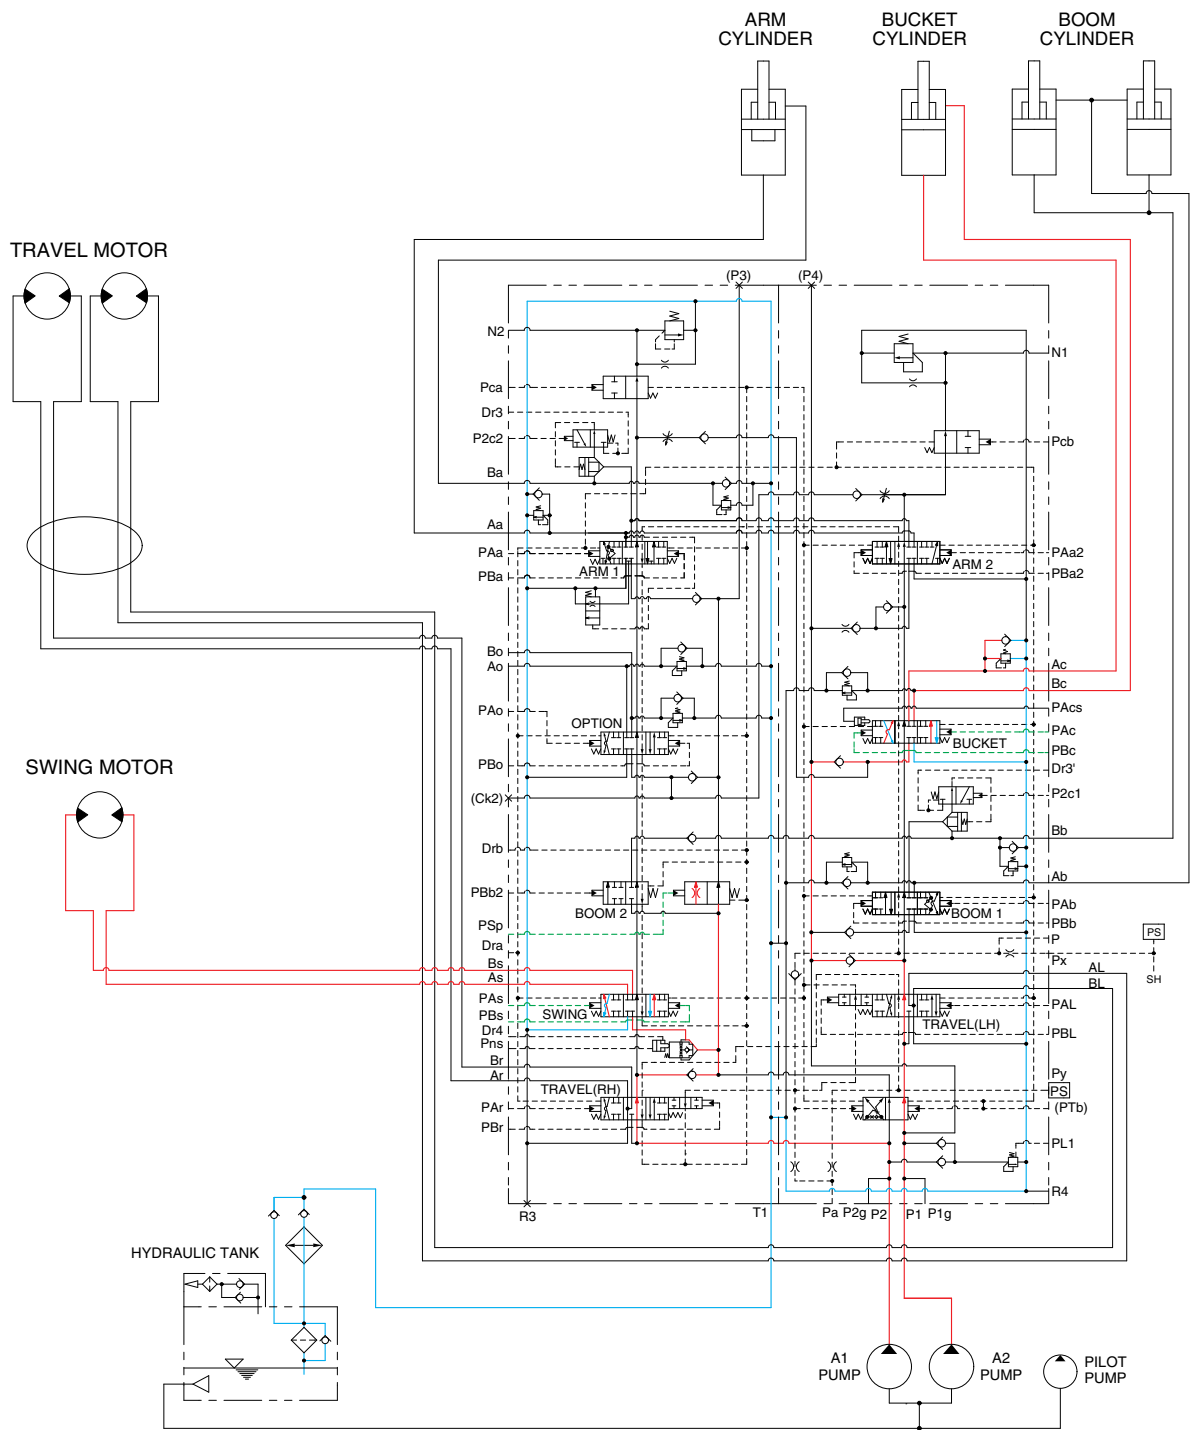 ARM
CYLINDER
BUCKET
CYLINDER
BOOM
CYLINDER
TRAVEL MOTOR
(P3)
(P4)
N2
N1
Pca
Dr3
P2c2
Pcb
Ba
Aa
PAa
ARM 1
PBa
PAa2
ARM 2
PBa2
Bo
Ao
Ac
Bc
PAo
OPTION
PBo
PAcs
PAc
BUCKET
PBc
Dr3'
SWING MOTOR
(Ck2)
P2c1
Bb
Drb
Ab
PBb2
BOOM 2
PAb
BOOM 1
PBb
PSp
Dra
P
PS
Bs
As
Px
AL
BL
SH
PAs
SWING
PBs
Dr4
Pns
PAL
TRAVEL(LH)
PBL
Br
Ar
TRAVEL(RH)
PAr
PBr
Py
PS
(PTb)
PL1
R4
R3
T1
Pa
P2g
P2
P1
P1g
HYDRAULIC TANK
A1
PUMP
A2
PUMP
PILOT
PUMP